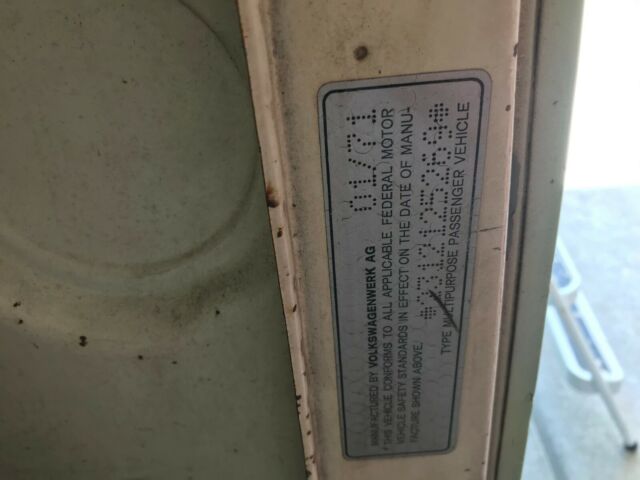 MANUFACTURED BY VOLKSWAGENWERK AG 01/71
*THIS VEHICLE CONFORMS TO ALL APPLICABLE FEDERAL MOTOR
VEHICLE SAFETY STANDARDS IN EFFECT ON THE DATE OF MANU-
FACTURE SHOWN ABOVE. *2312125269*
TYPE MULTIPURPOSE PASSENGER VEHICLE